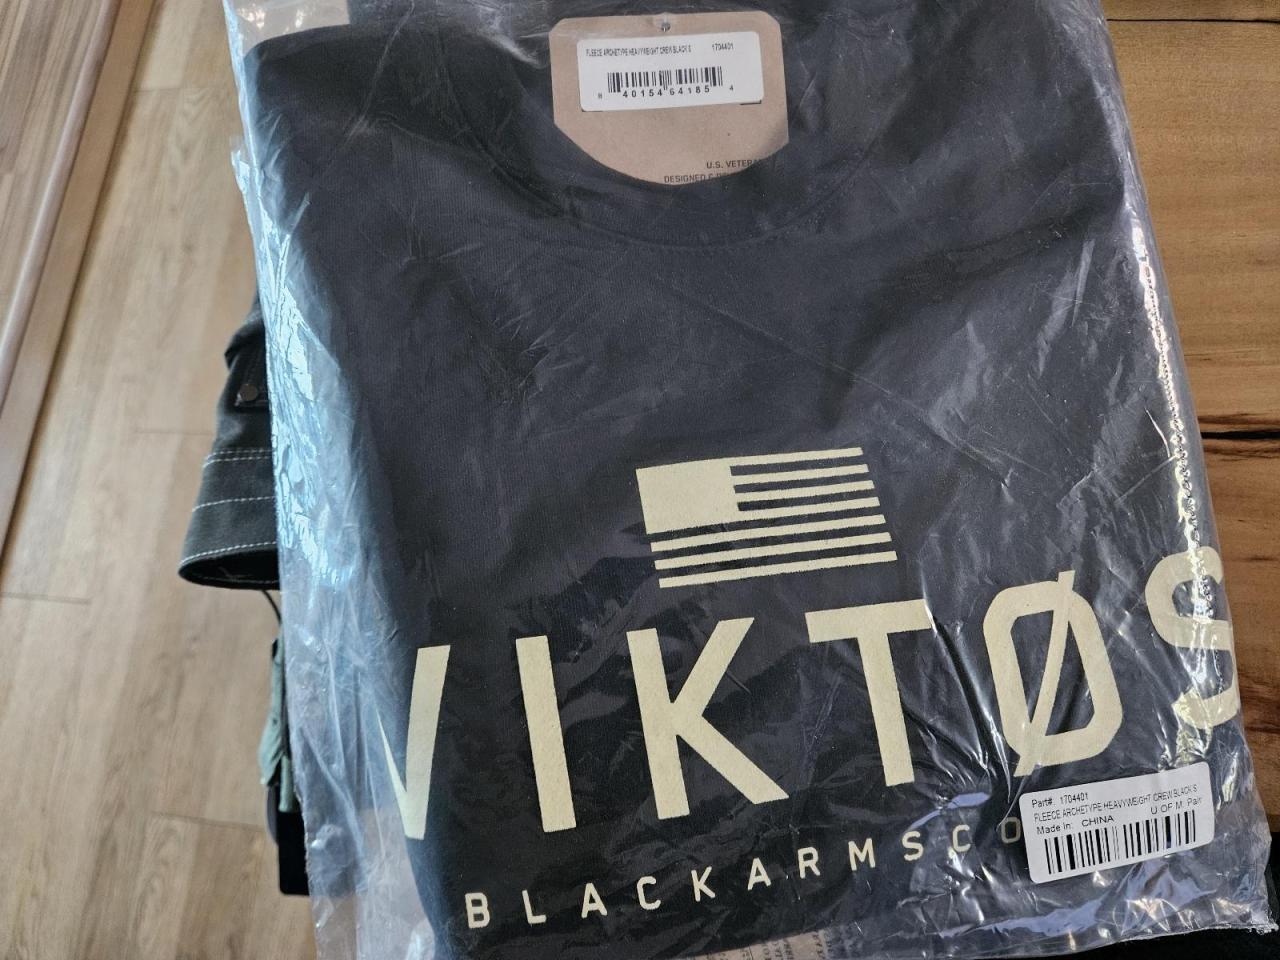 FLEECE ARCHETYPE HEAVYWEIGHT CREW BLACK S 1704401
8 40154 64185 4
U.S. VETERAN
DESIGNED &
VIKTØS
BLACKARMSCO
Part#: 1704401
FLEECE ARCHETYPE HEAVYWEIGHT CREW BLACK S
Made In: CHINA U OF M: Pair